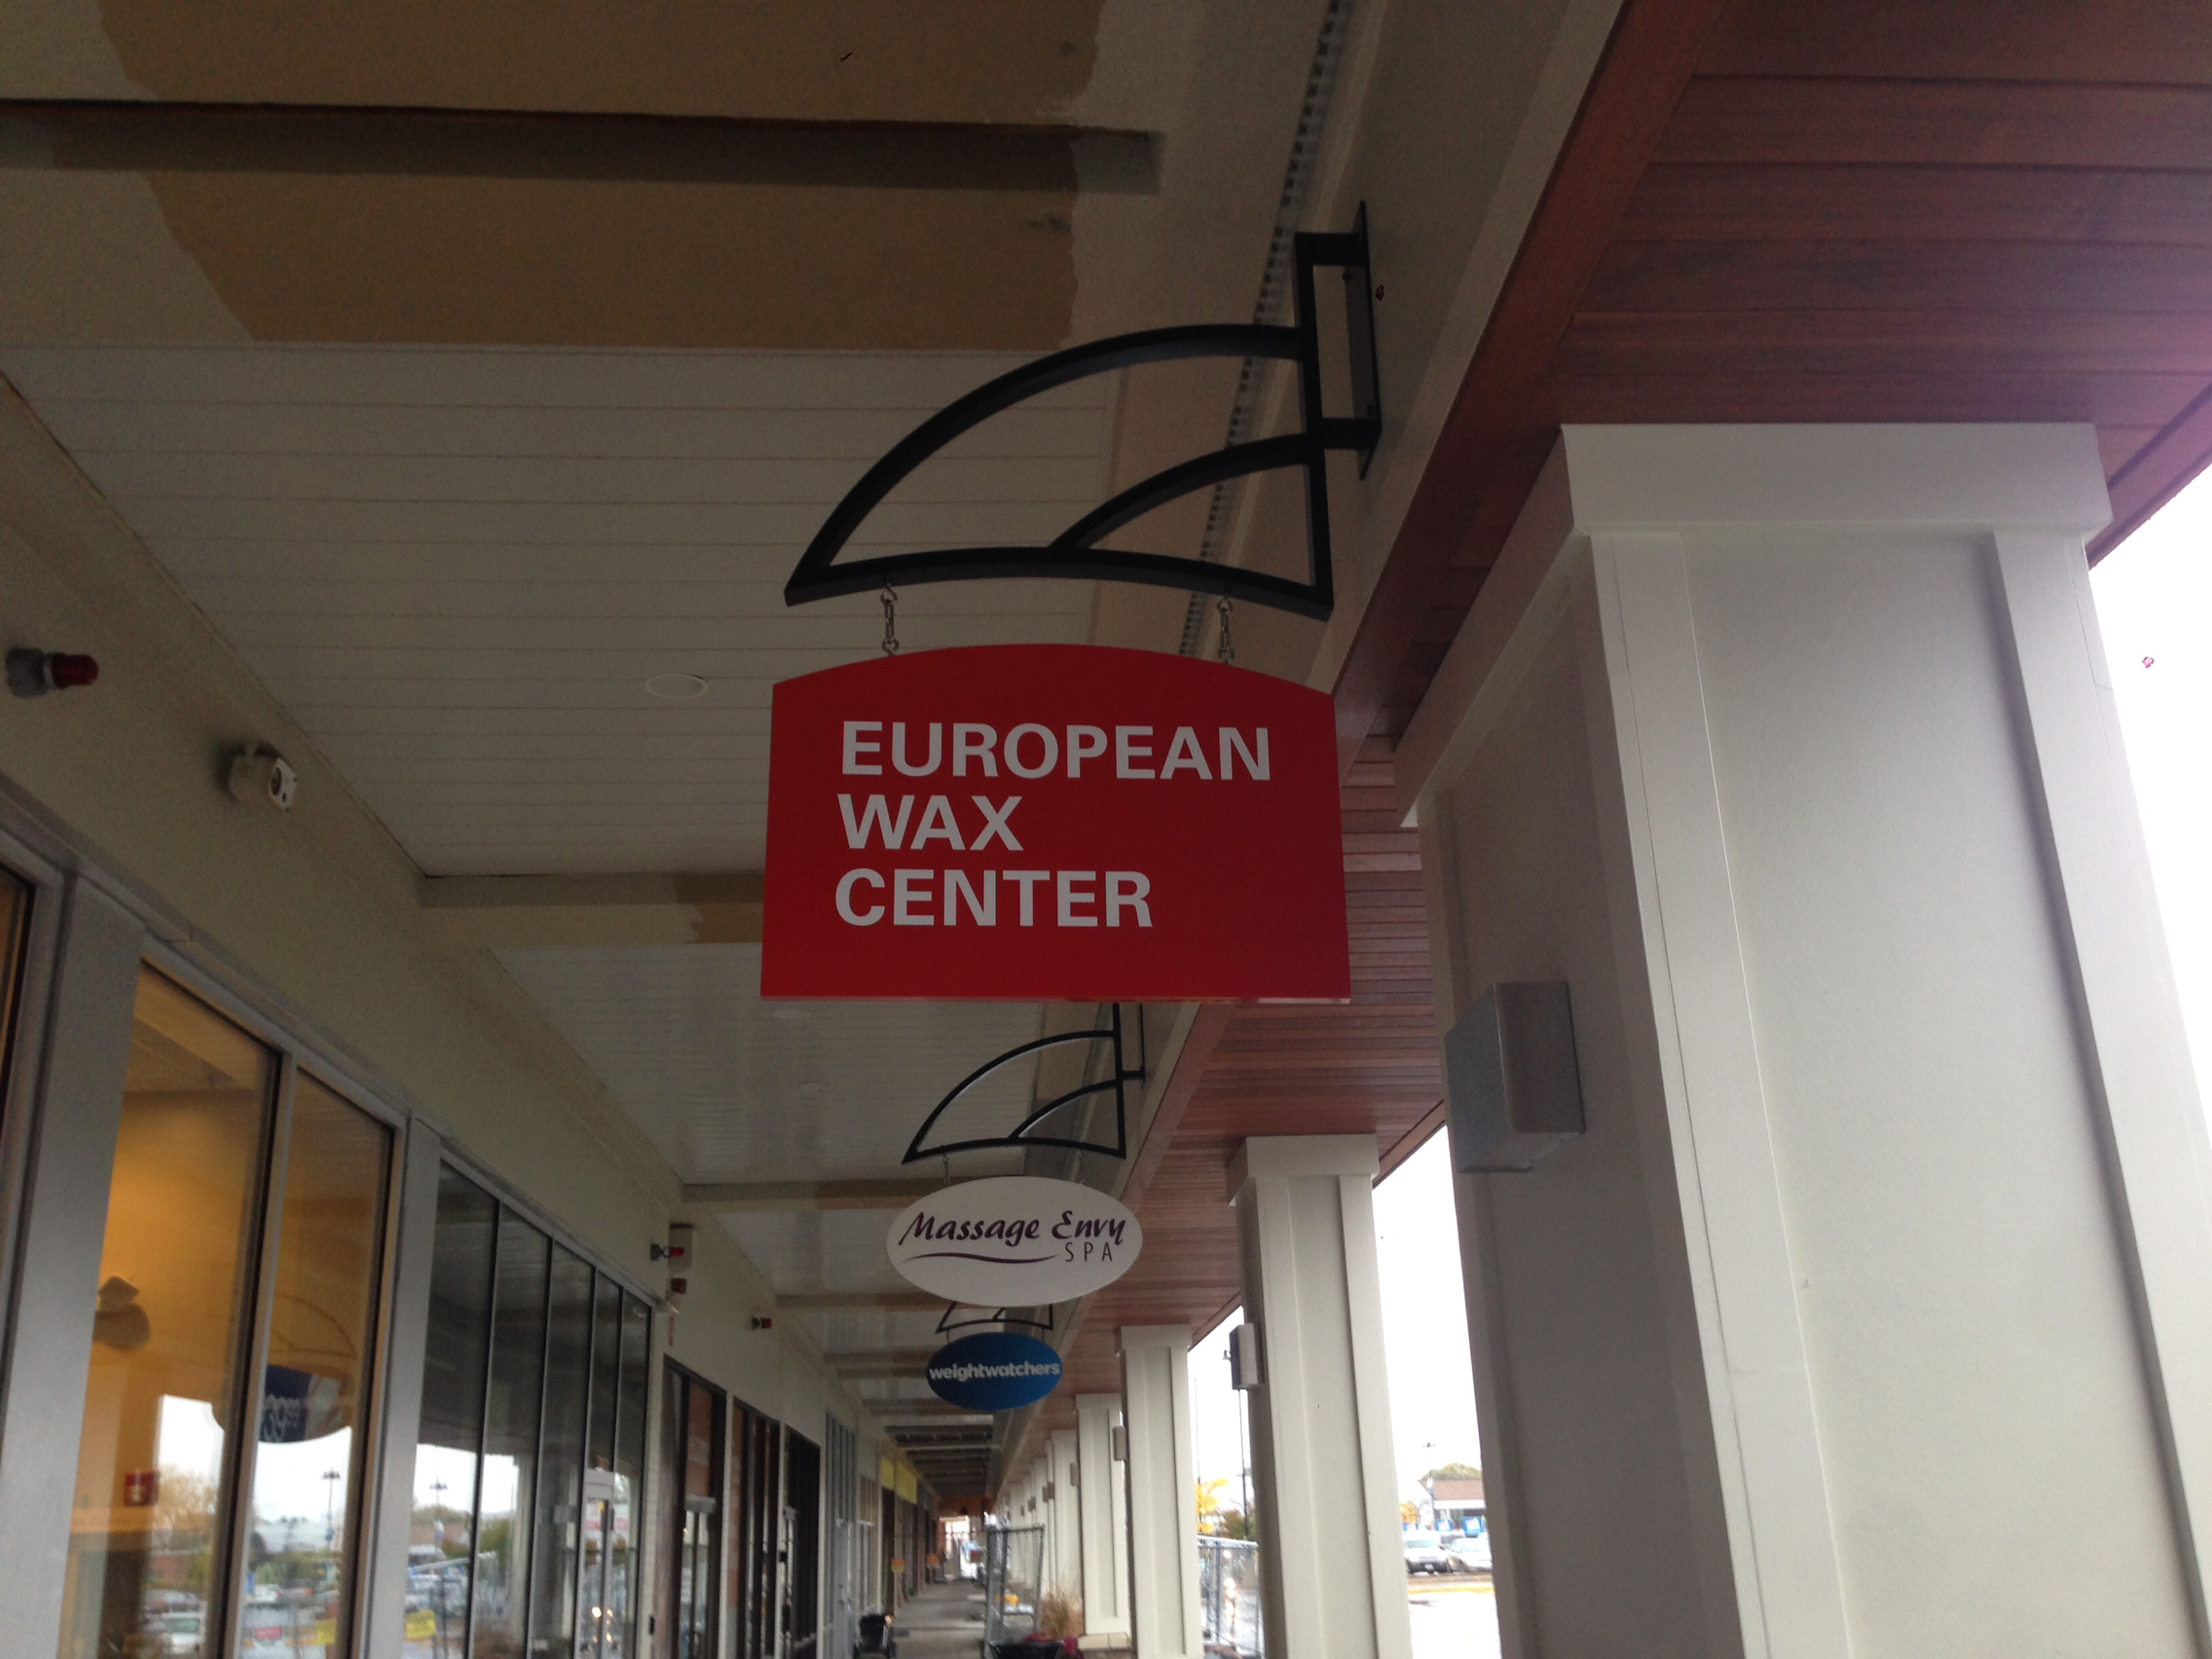 EUROPEAN
WAX
CENTER
Massage Envy
SPA
weightwatchers